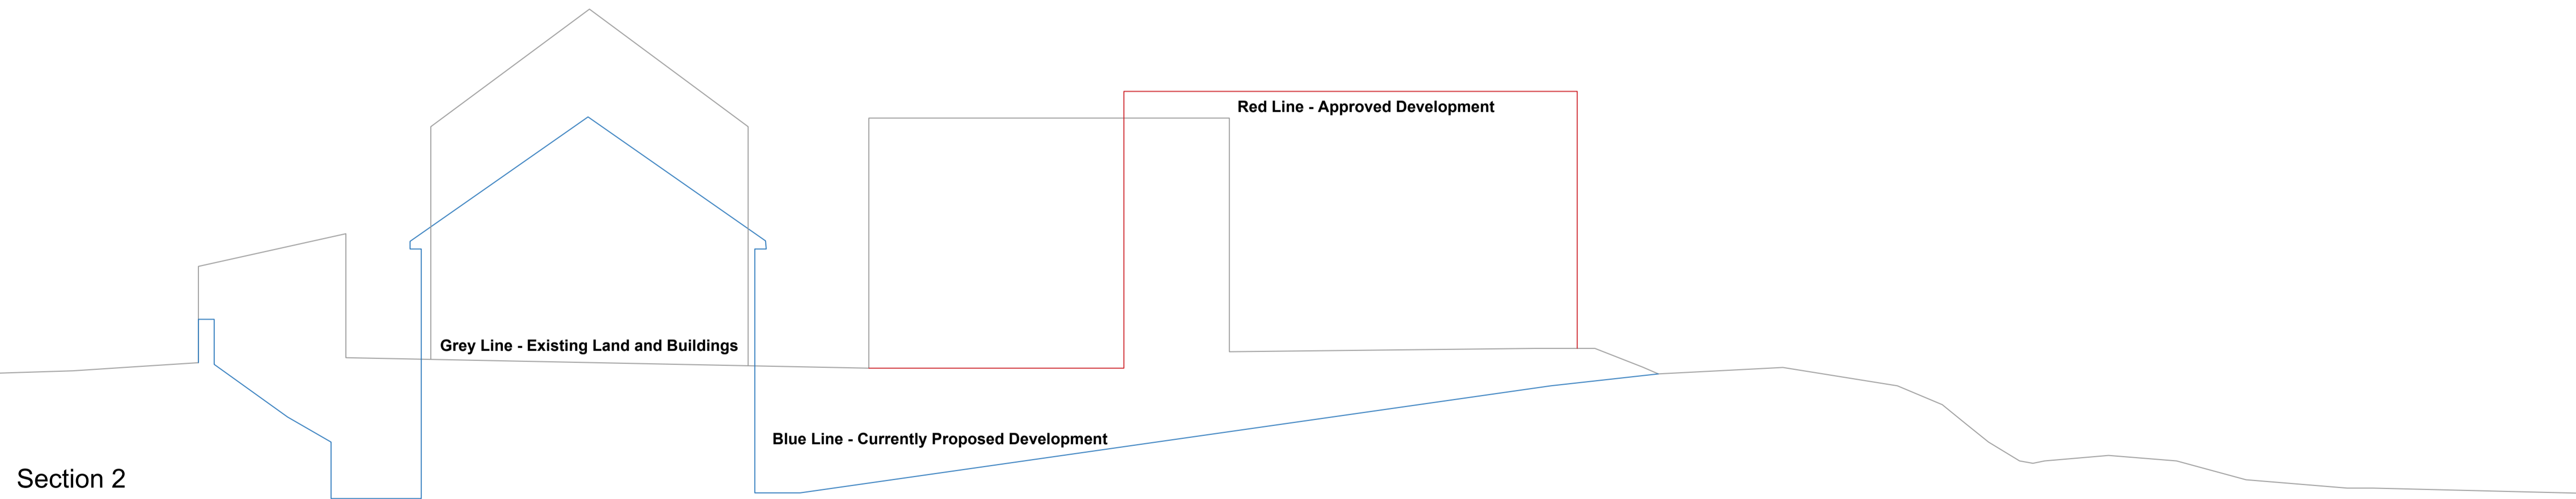 Red Line - Approved Development
Grey Line - Existing Land and Buildings
Blue Line - Currently Proposed Development
Section 2